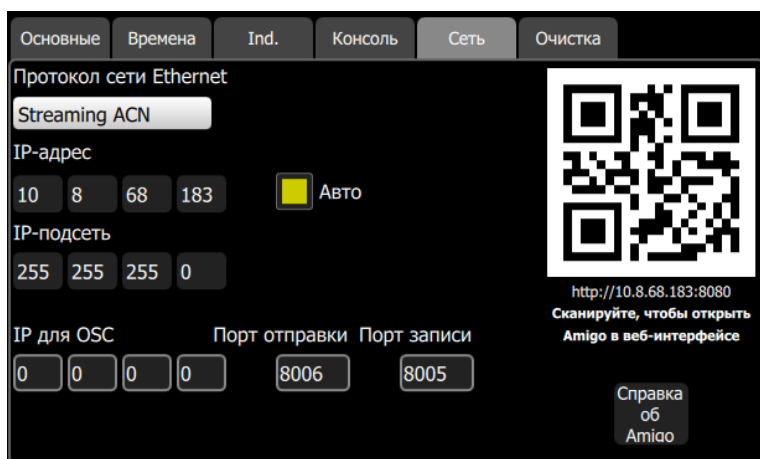 Основные Времена Ind. Консоль Сеть Очистка
Протокол сети Ethernet
Streaming ACN
IP-адрес
10 8 68 183 Авто
IP-подсеть
255 255 255 0
http://10.8.68.183:8080
Сканируйте, чтобы открыть
Amigo в веб-интерфейсе
IP для OSC Порт отправки Порт записи
0 0 0 0 8006 8005
Справка
об
Amigo